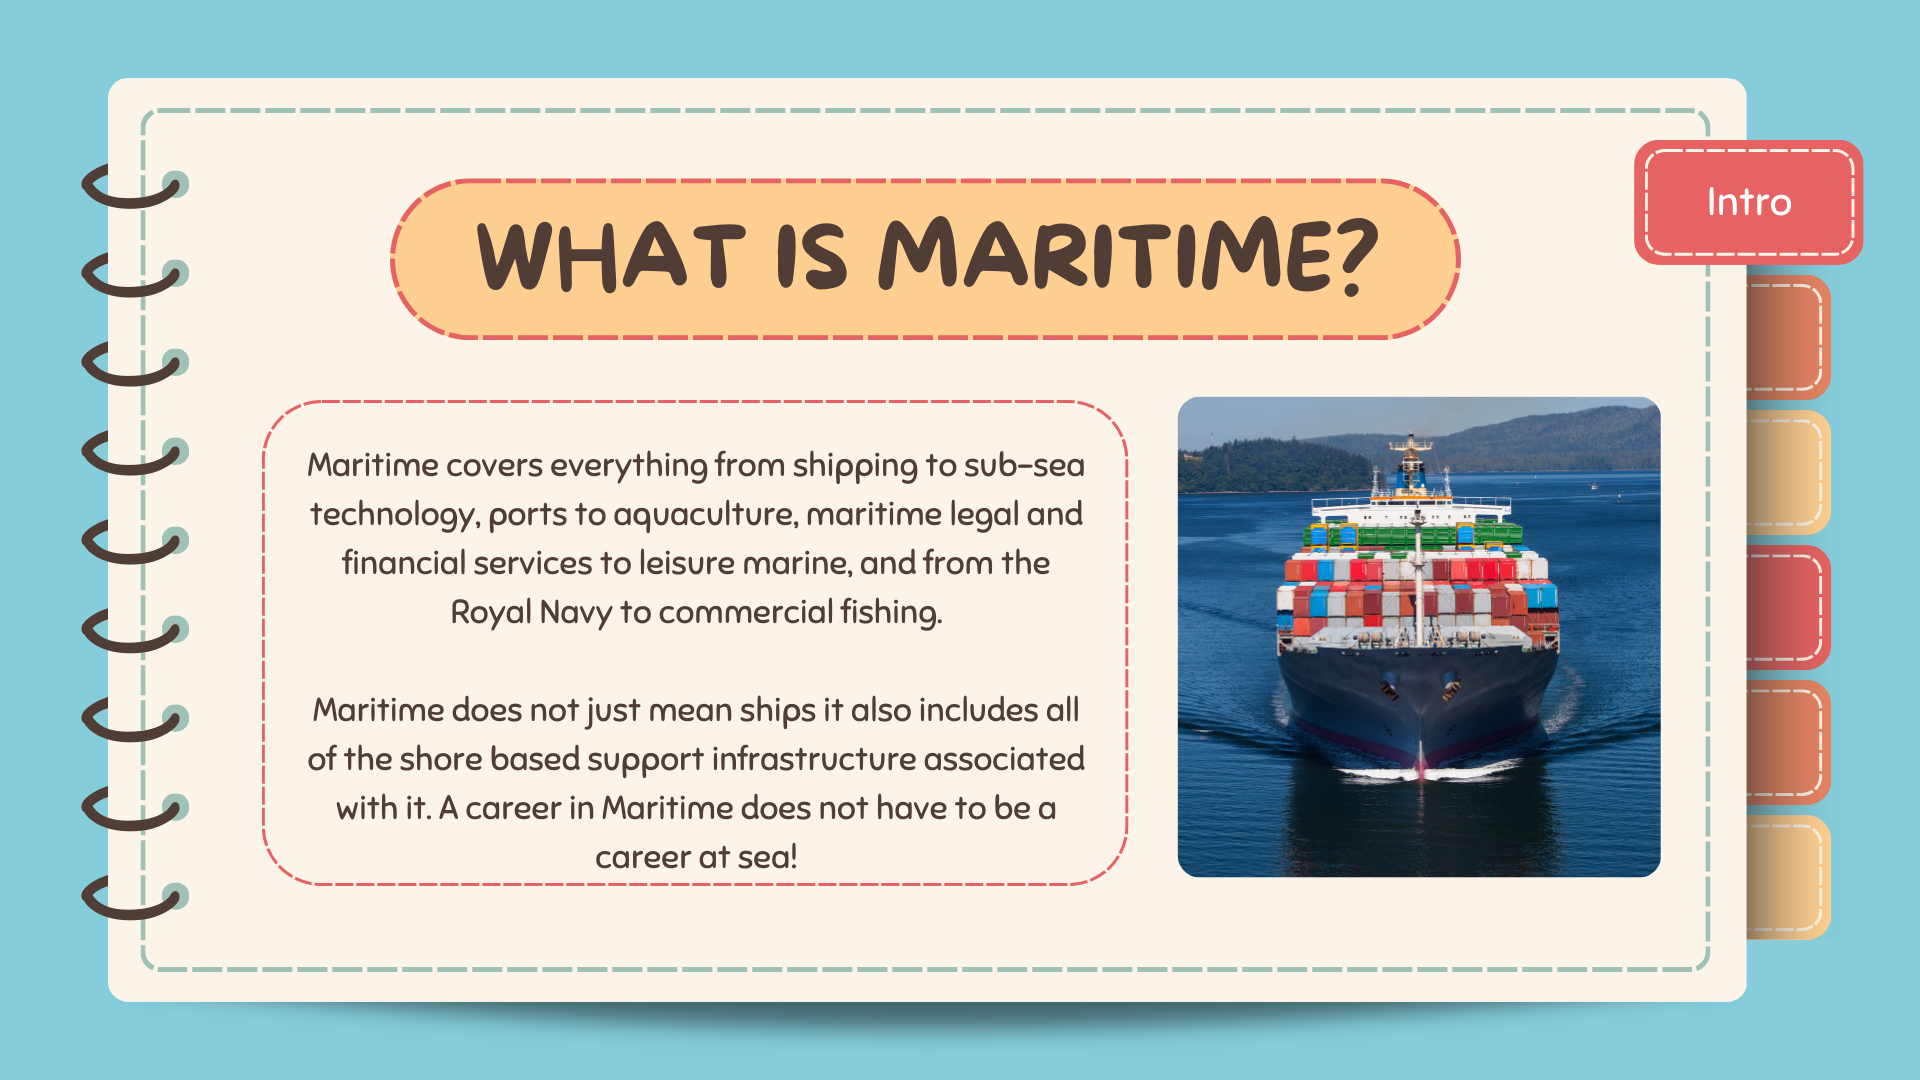 WHAT IS MARITIME?
Intro
Maritime covers everything from shipping to sub-sea
technology, ports to aquaculture, maritime legal and
financial services to leisure marine, and from the
Royal Navy to commercial fishing.
Maritime does not just mean ships it also includes all
of the shore based support infrastructure associated
with it. A career in Maritime does not have to be a
career at sea!